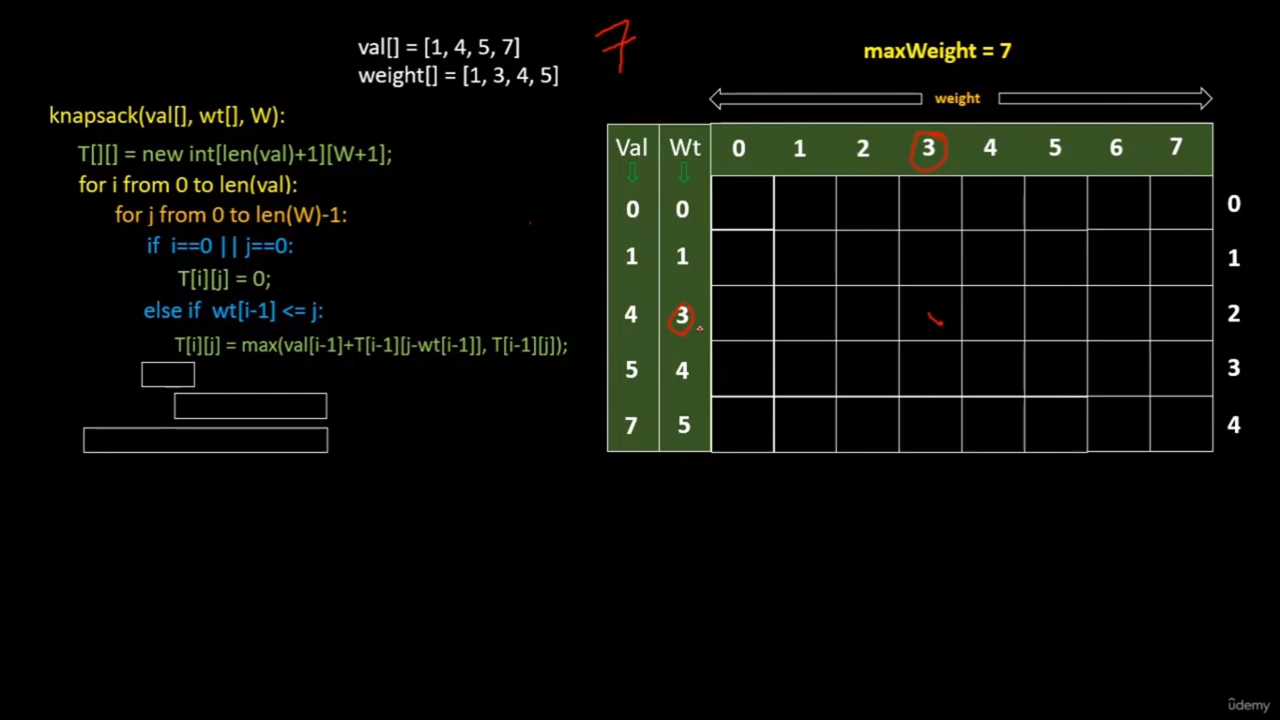 val[] = [1, 4, 5, 7]
weight[] = [1, 3, 4, 5]
7
maxWeight = 7
weight
knapsack(val[], wt[], W):
T[][] = new int[len(val)+1][W+1];
for i from 0 to len(val):
for j from 0 to len(W)-1:
if i==0 || j==0:
T[i][j] = 0;
else if wt[i-1] <= j:
T[i][j] = max(val[i-1]+T[i-1][j-wt[i-1]], T[i-1][j]);
Val Wt 0 1 2 3 4 5 6 7
0 0 0
1 1 1
4 3 2
5 4 3
7 5 4
ûdemy